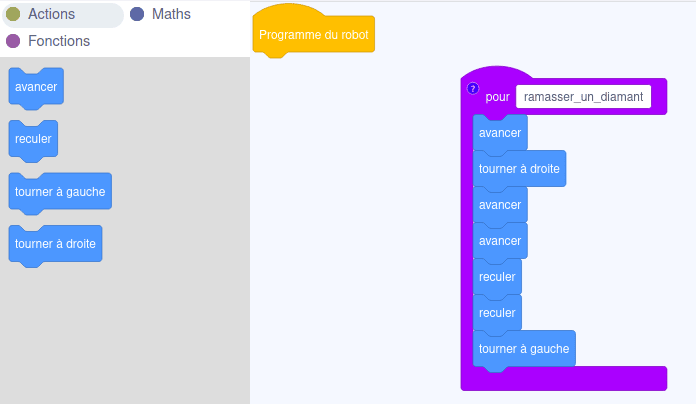 Actions
Maths
Fonctions
avancer
reculer
tourner à gauche
tourner à droite
Programme du robot
? pour ramasser_un_diamant
avancer
tourner à droite
avancer
avancer
reculer
reculer
tourner à gauche